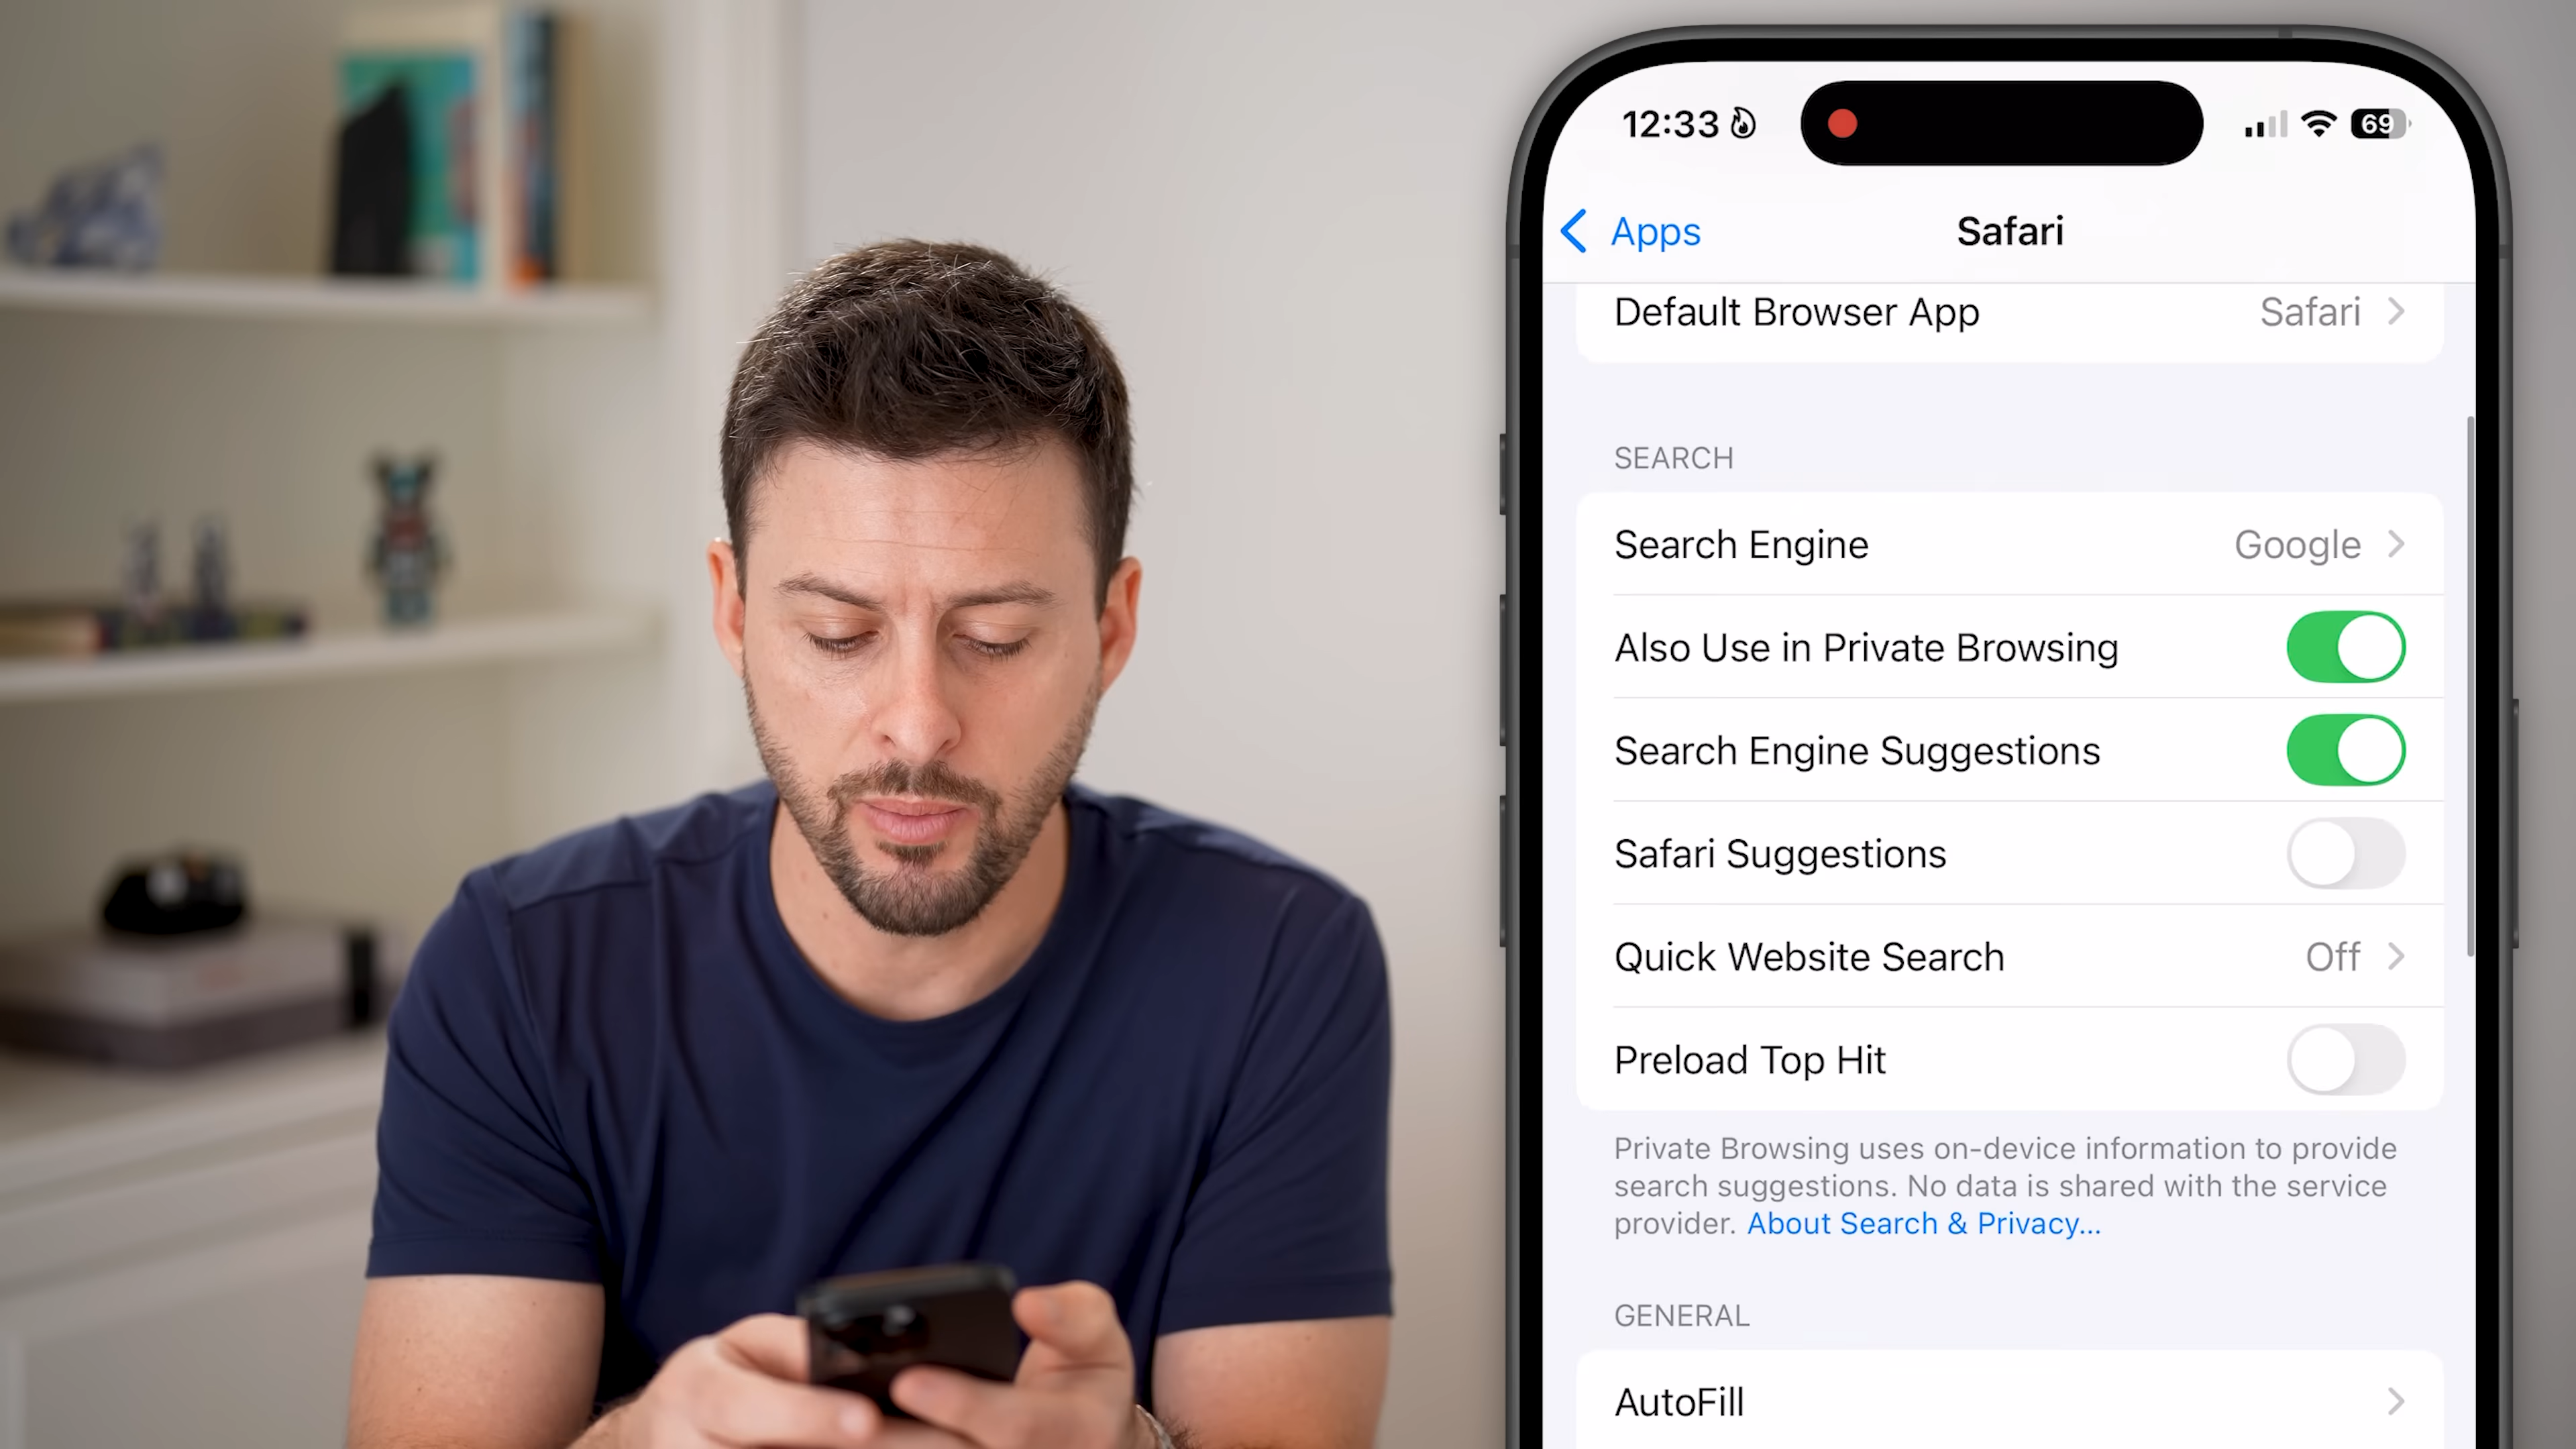 12:33
69
Apps
Safari
Default Browser App Safari
SEARCH
Search Engine Google
Also Use in Private Browsing
Search Engine Suggestions
Safari Suggestions
Quick Website Search Off
Preload Top Hit
Private Browsing uses on-device information to provide
search suggestions. No data is shared with the service
provider. About Search & Privacy...
GENERAL
AutoFill